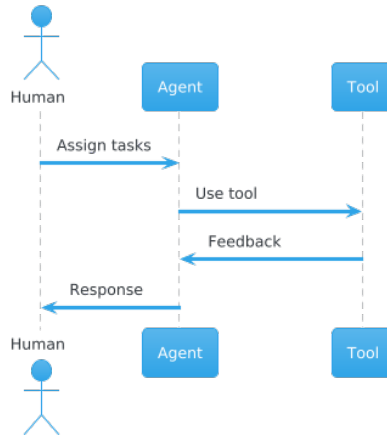 Human
Agent
Tool
Assign tasks
Use tool
Feedback
Response
Human
Agent
Tool